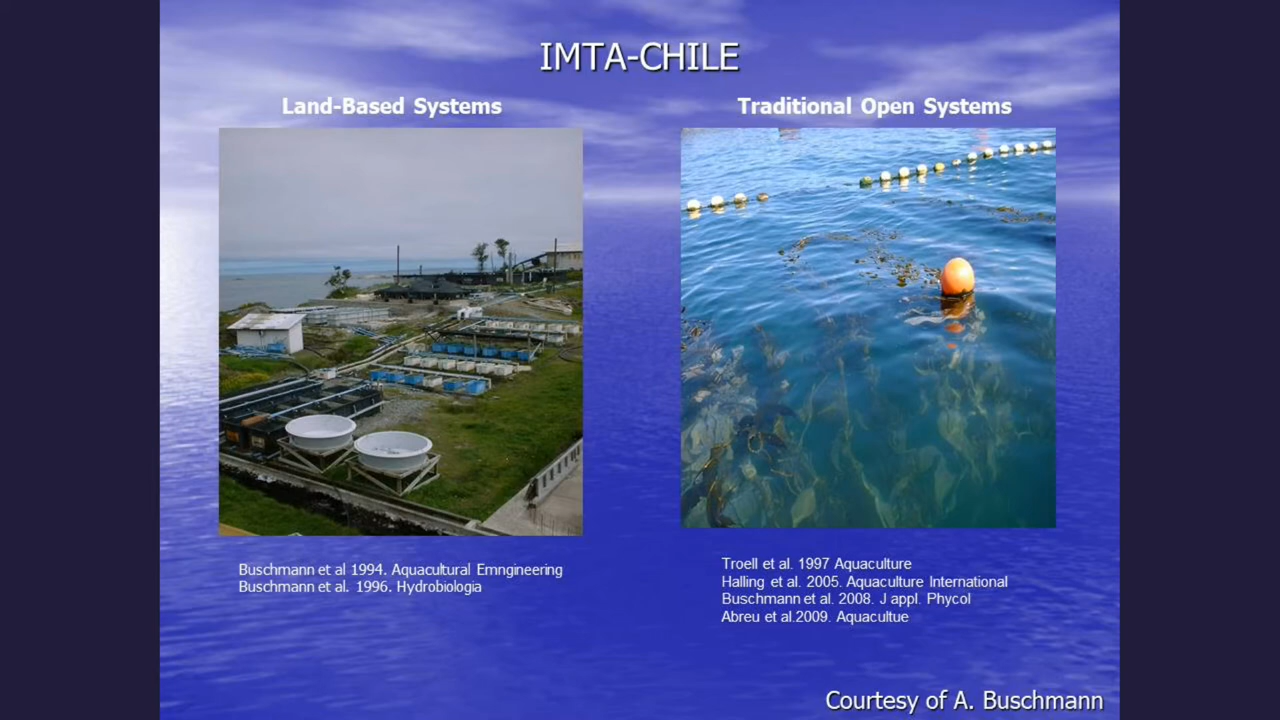 IMTA-CHILE
Land-Based Systems
Traditional Open Systems
Buschmann et al 1994. Aquacultural Emngineering
Buschmann et al. 1996. Hydrobiologia
Troell et al. 1997 Aquaculture
Halling et al. 2005. Aquaculture International
Buschmann et al. 2008. J appl. Phycol
Abreu et al.2009. Aquacultue
Courtesy of A. Buschmann